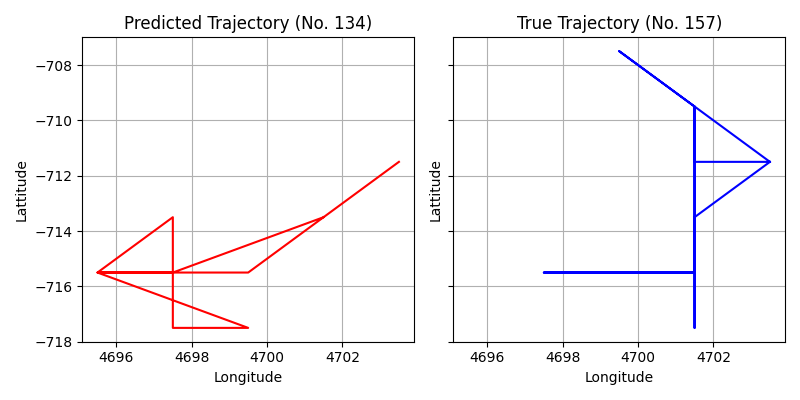 Predicted Trajectory (No. 134)
Lattitude
−708
−710
−712
−714
−716
−718
4696
4698
4700
4702
Longitude
True Trajectory (No. 157)
Lattitude
4696
4698
4700
4702
Longitude